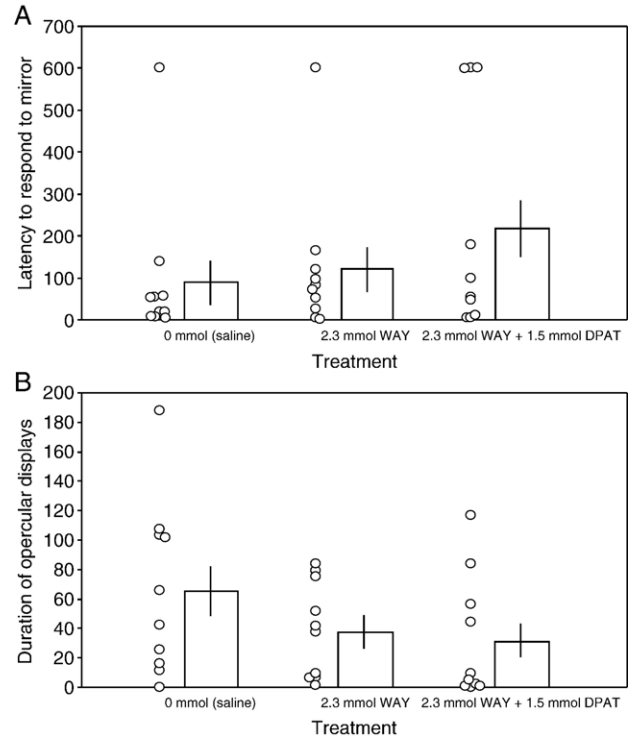 A
700
600
500
400
300
200
100
0
Latency to respond to mirror
0 mmol (saline) 2.3 mmol WAY 2.3 mmol WAY + 1.5 mmol DPAT
Treatment
B
200
180
160
140
120
100
80
60
40
20
0
Duration of opercular displays
0 mmol (saline) 2.3 mmol WAY 2.3 mmol WAY + 1.5 mmol DPAT
Treatment